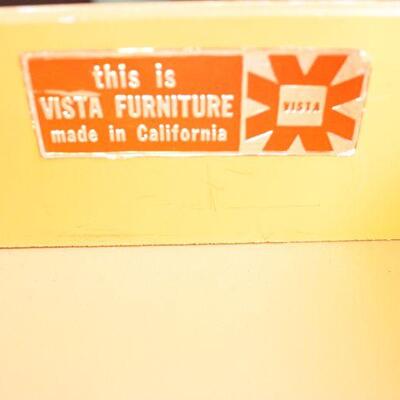 this is
VISTA FURNITURE
made in California
VISTA